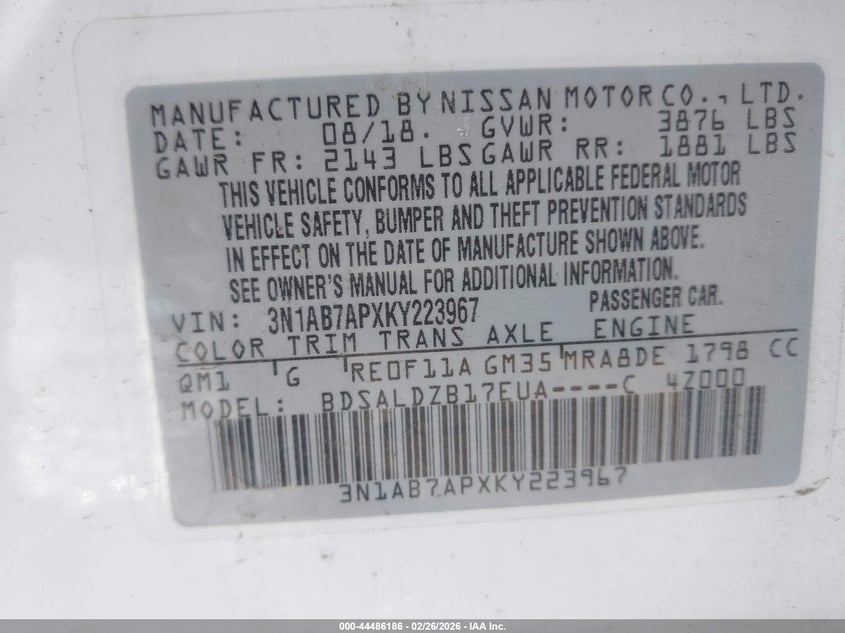 MANUFACTURED BY NISSAN MOTOR CO., LTD.
DATE: 08/18. GVWR: 3876 LBS
GAWR FR: 2143 LBS GAWR RR: 1881 LBS
THIS VEHICLE CONFORMS TO ALL APPLICABLE FEDERAL MOTOR
VEHICLE SAFETY, BUMPER AND THEFT PREVENTION STANDARDS
IN EFFECT ON THE DATE OF MANUFACTURE SHOWN ABOVE.
SEE OWNER'S MANUAL FOR ADDITIONAL INFORMATION.
VIN: 3N1AB7APXKY223967 PASSENGER CAR.
COLOR TRIM TRANS AXLE ENGINE
QM1 G RE0F11A GM35 MRA8DE 1798 CC
MODEL: BDSALDZB17EUA----C 4Z000
3N1AB7APXKY223967
000-44486186 - 02/26/2026 - IAA Inc.